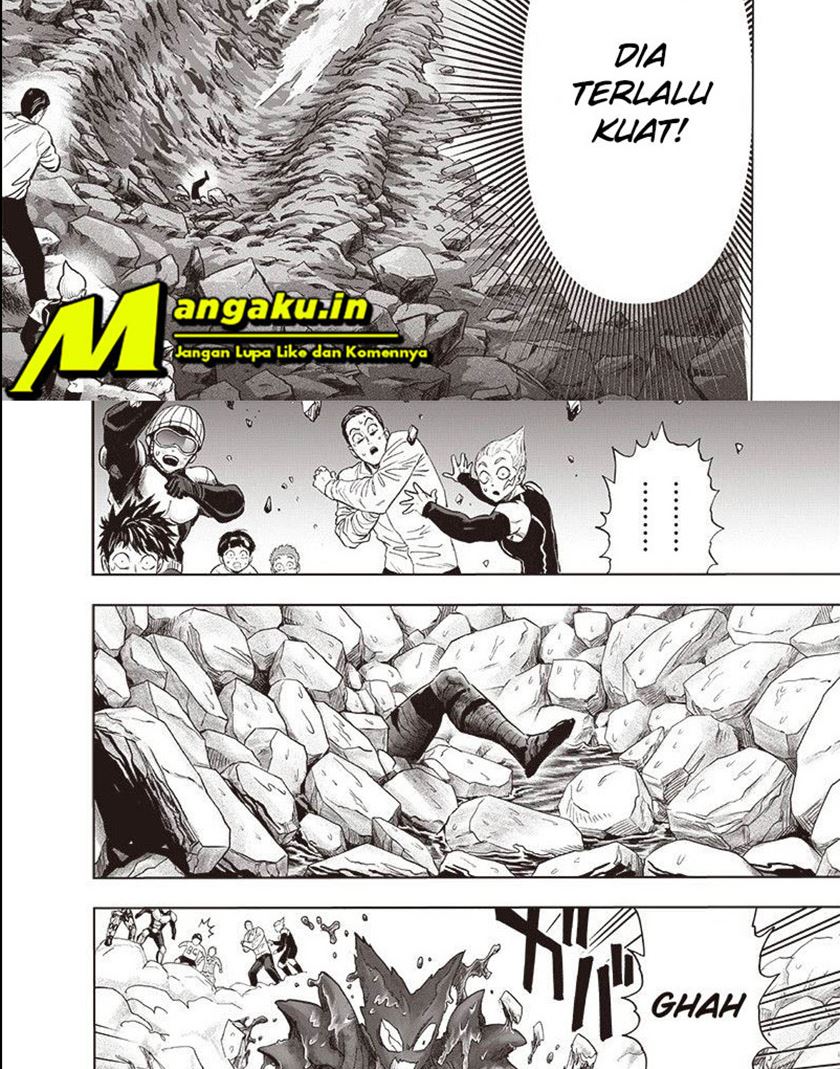 DIA
TERLALU
KUAT!
Mangaku.in
Jangan Lupa Like dan Komennya
GHAH